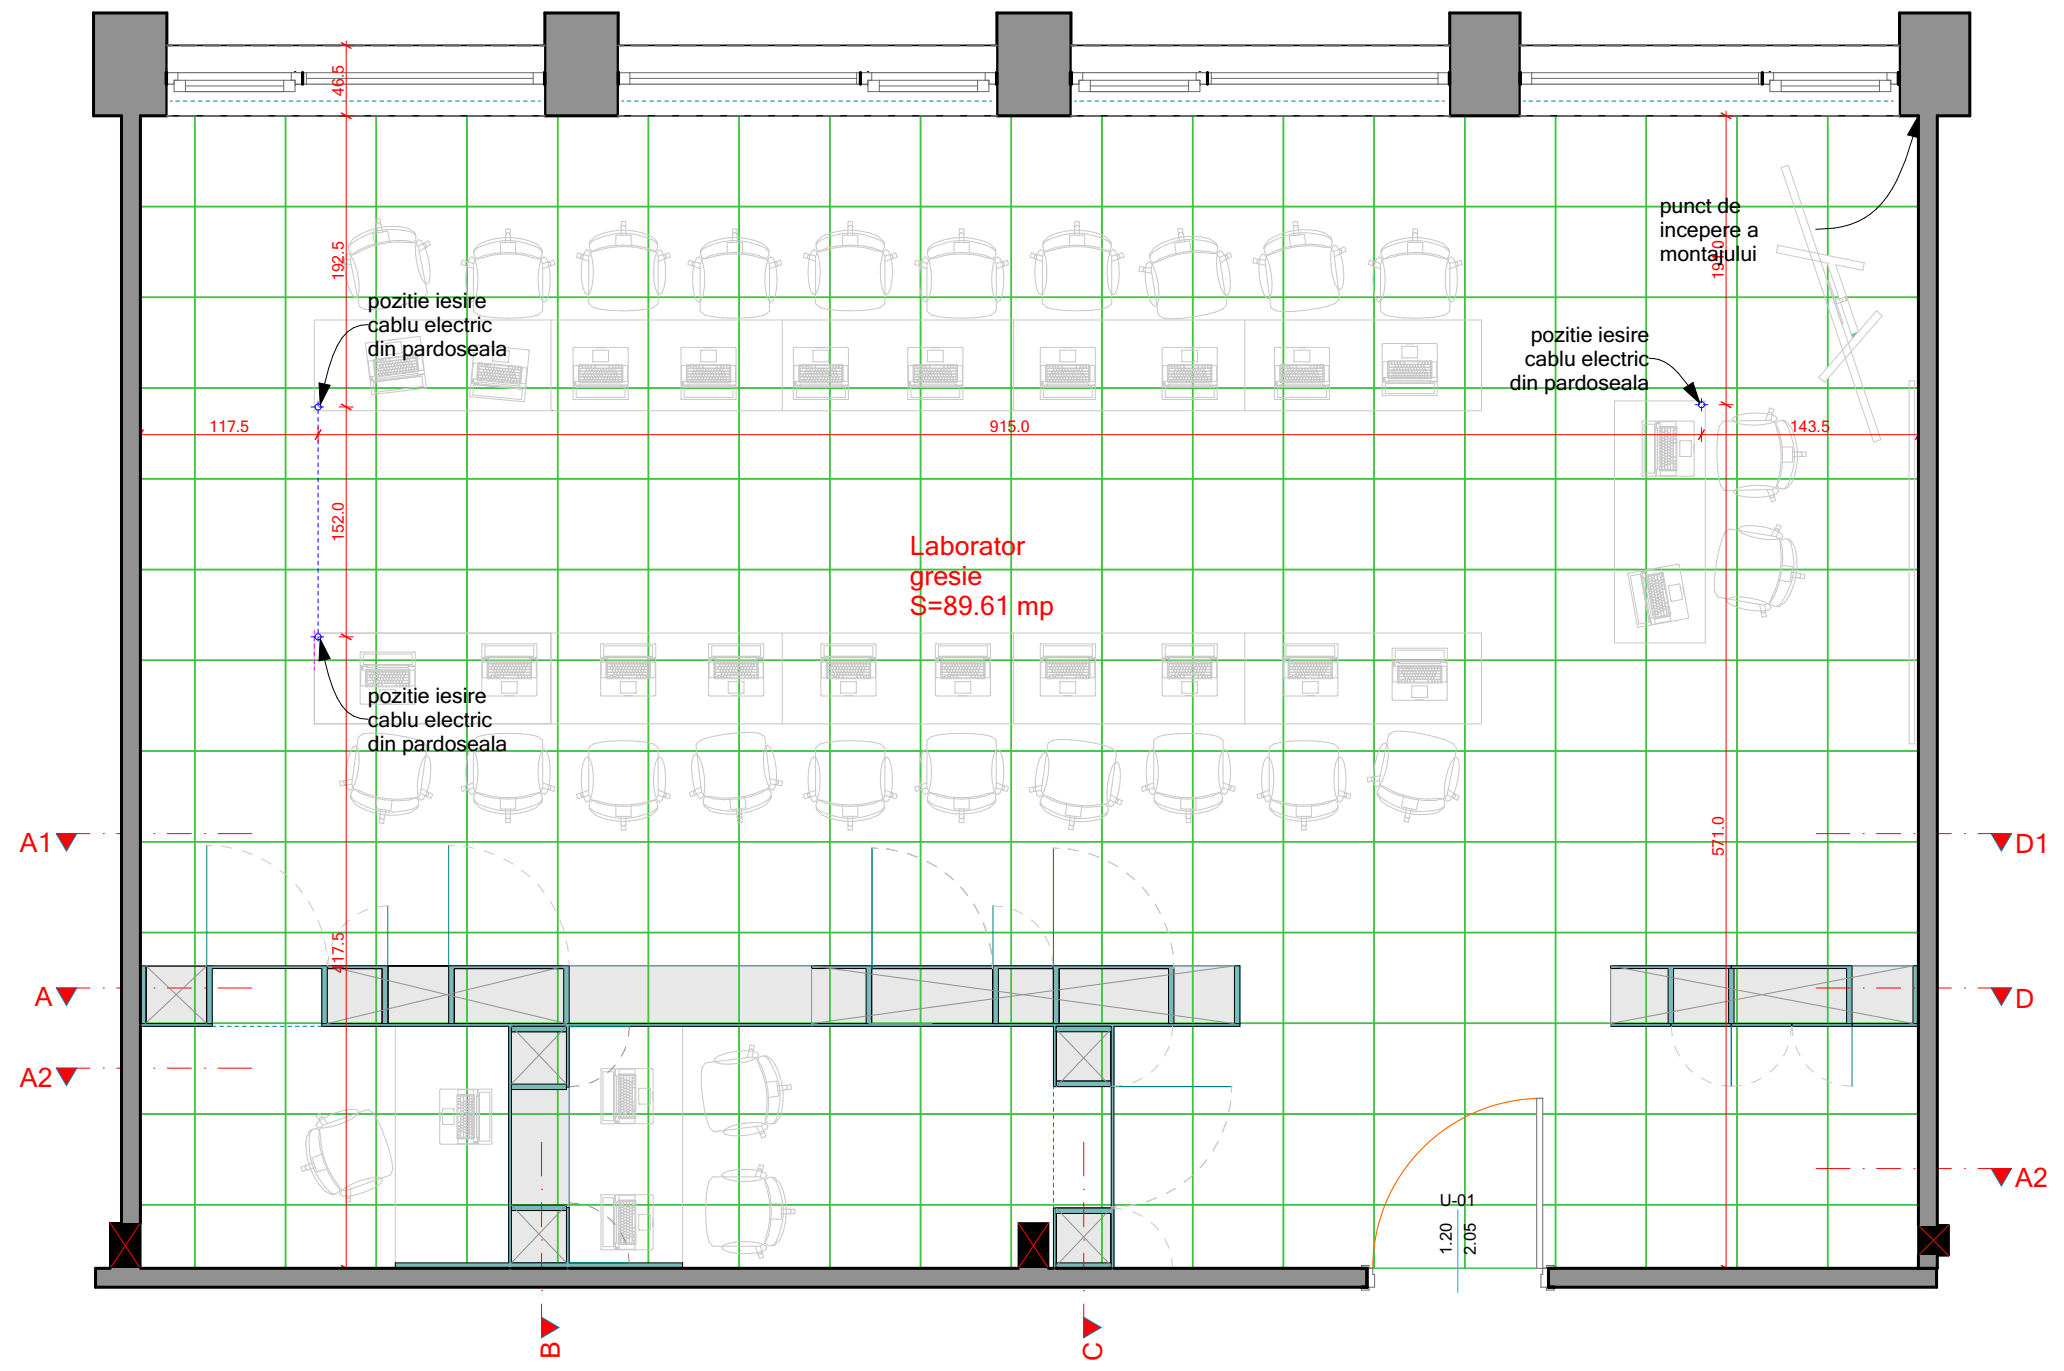 46.5
192.5
punct de
incepere a
montajului
pozitie iesire
cablu electric
din pardoseala
pozitie iesire
cablu electric
din pardoseala
117.5
915.0
143.5
152.0
Laborator
gresie
S=89.61 mp
pozitie iesire
cablu electric
din pardoseala
A1
571.0
D1
417.5
A
D
A2
A2
U-01
1.20
2.05
B
C